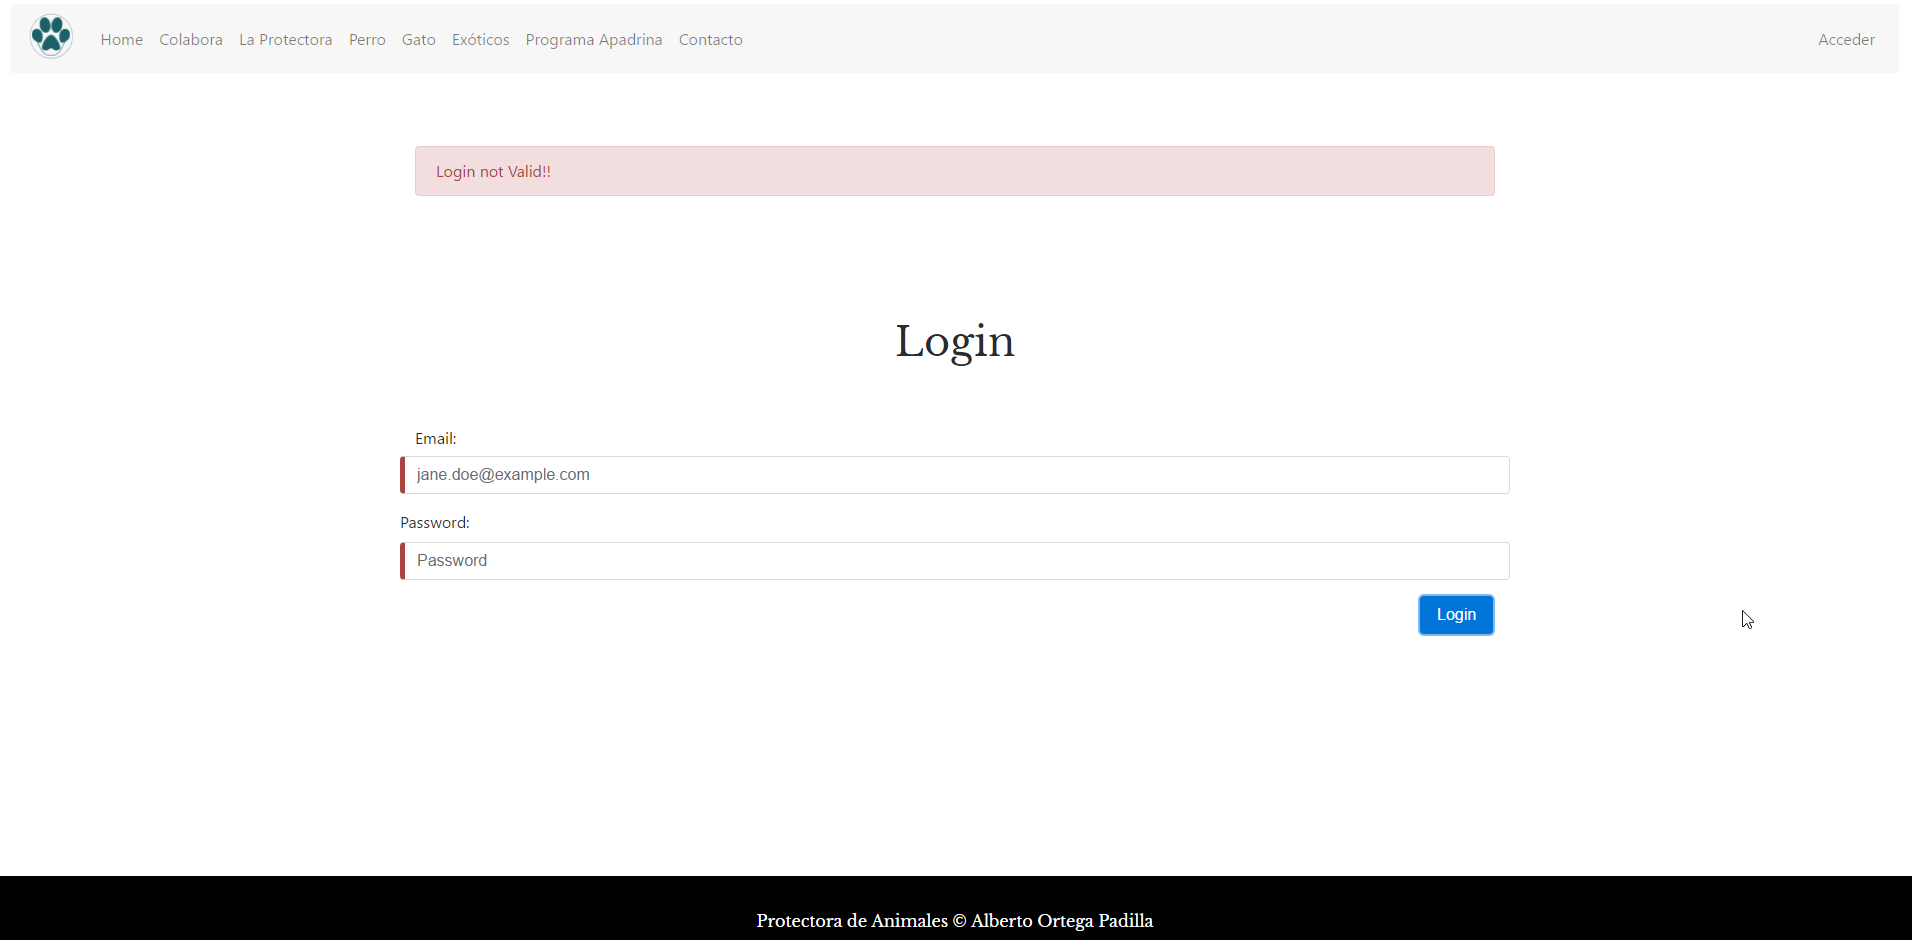 Home Colabora La Protectora Perro Gato Exóticos Programa Apadrina Contacto Acceder
Login not Valid!!
Login
Email:
jane.doe@example.com
Password:
Password
Login
Protectora de Animales © Alberto Ortega Padilla